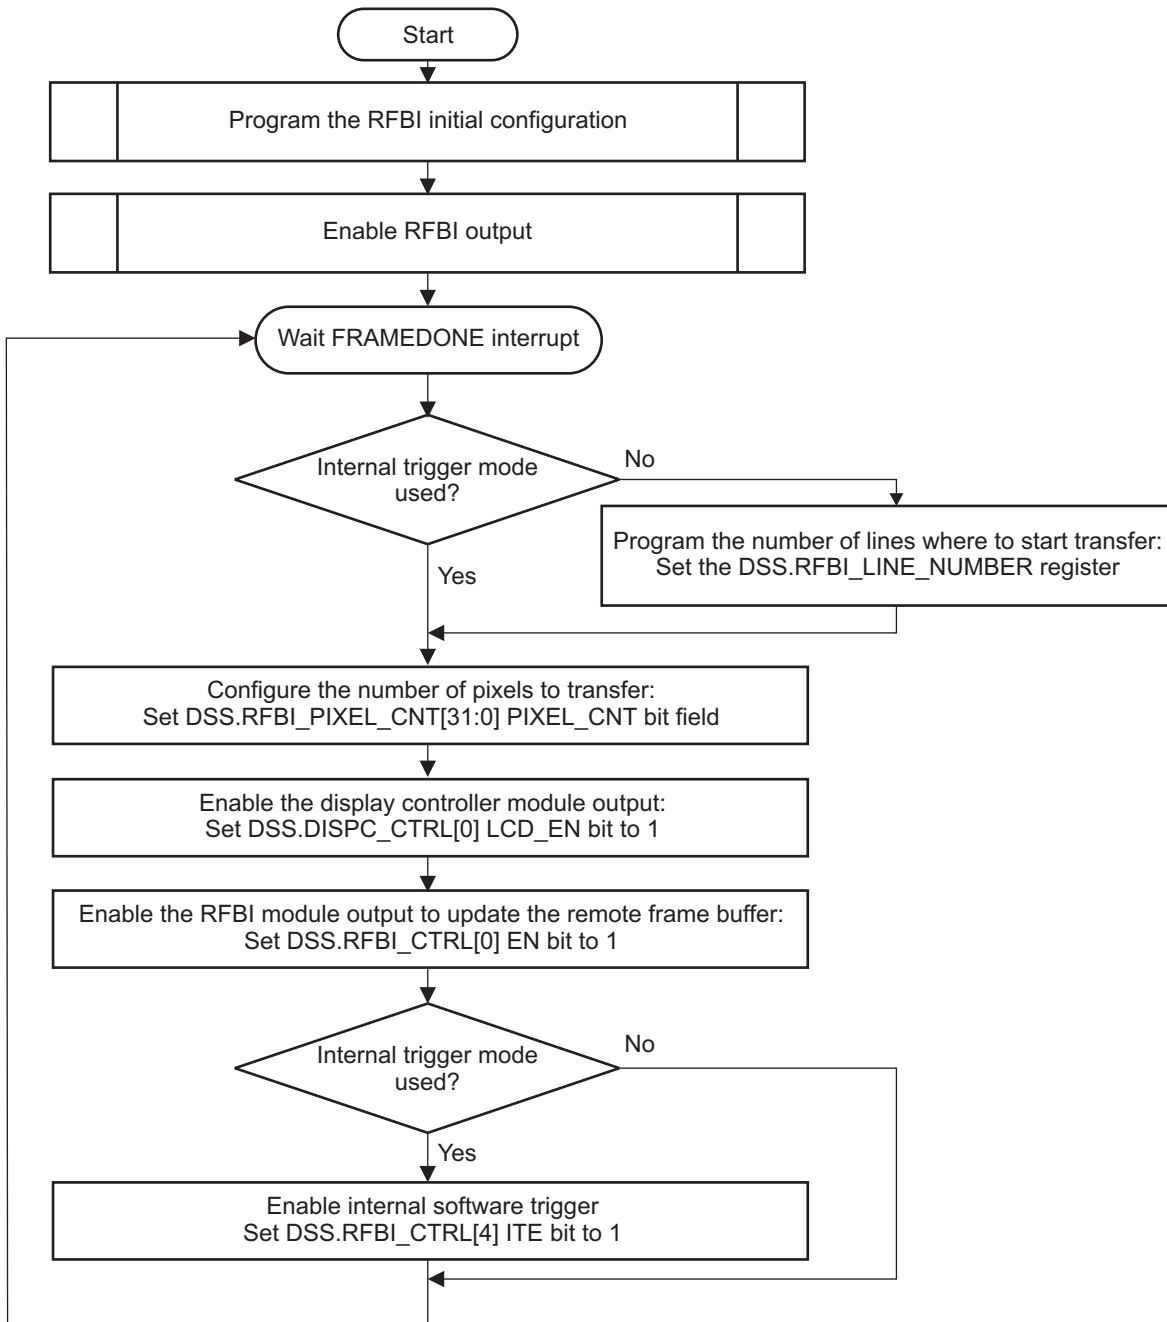 Start
Program the RFBI initial configuration
Enable RFBI output
Wait FRAMEDONE interrupt
Internal trigger mode
used?
No
Program the number of lines where to start transfer:
Set the DSS.RFBI_LINE_NUMBER register
Yes
Configure the number of pixels to transfer:
Set DSS.RFBI_PIXEL_CNT[31:0] PIXEL_CNT bit field
Enable the display controller module output:
Set DSS.DISPC_CTRL[0] LCD_EN bit to 1
Enable the RFBI module output to update the remote frame buffer:
Set DSS.RFBI_CTRL[0] EN bit to 1
Internal trigger mode
used?
No
Yes
Enable internal software trigger
Set DSS.RFBI_CTRL[4] ITE bit to 1